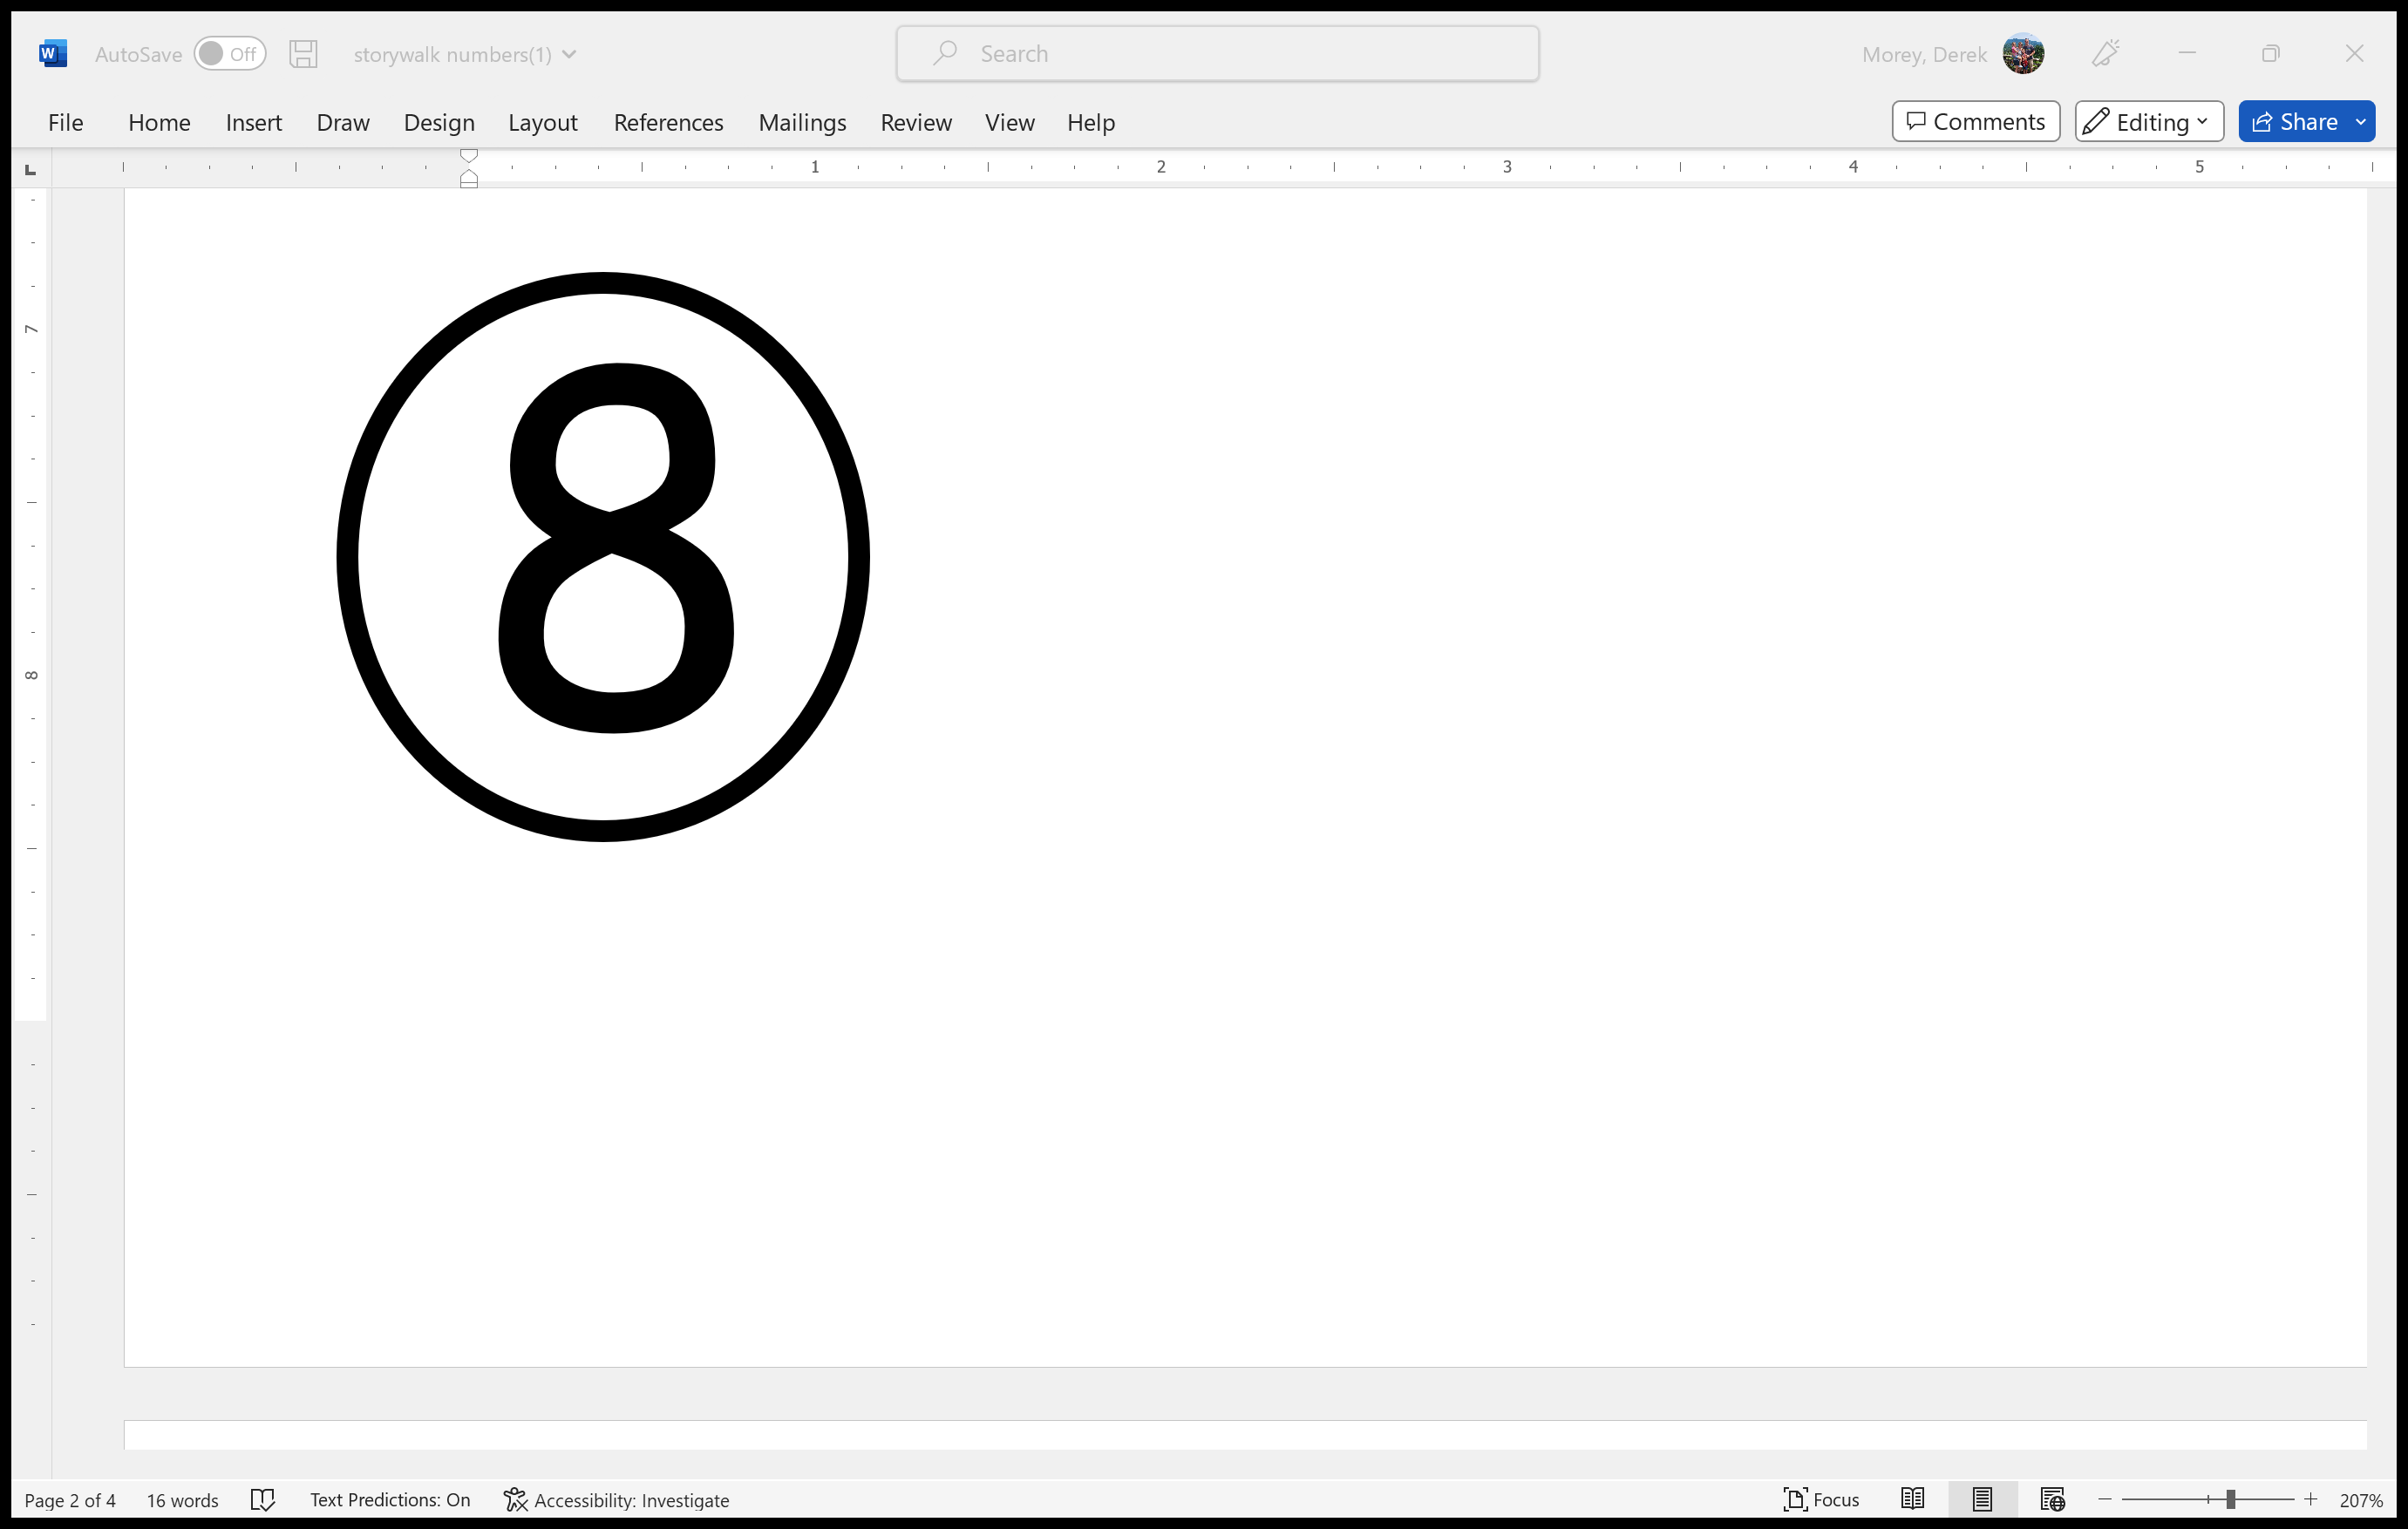 W AutoSave Off storywalk numbers(1) Search Morey, Derek
File Home Insert Draw Design Layout References Mailings Review View Help Comments Editing Share
1 2 3 4 5
7
8
8
Page 2 of 4 16 words Text Predictions: On Accessibility: Investigate Focus 207%